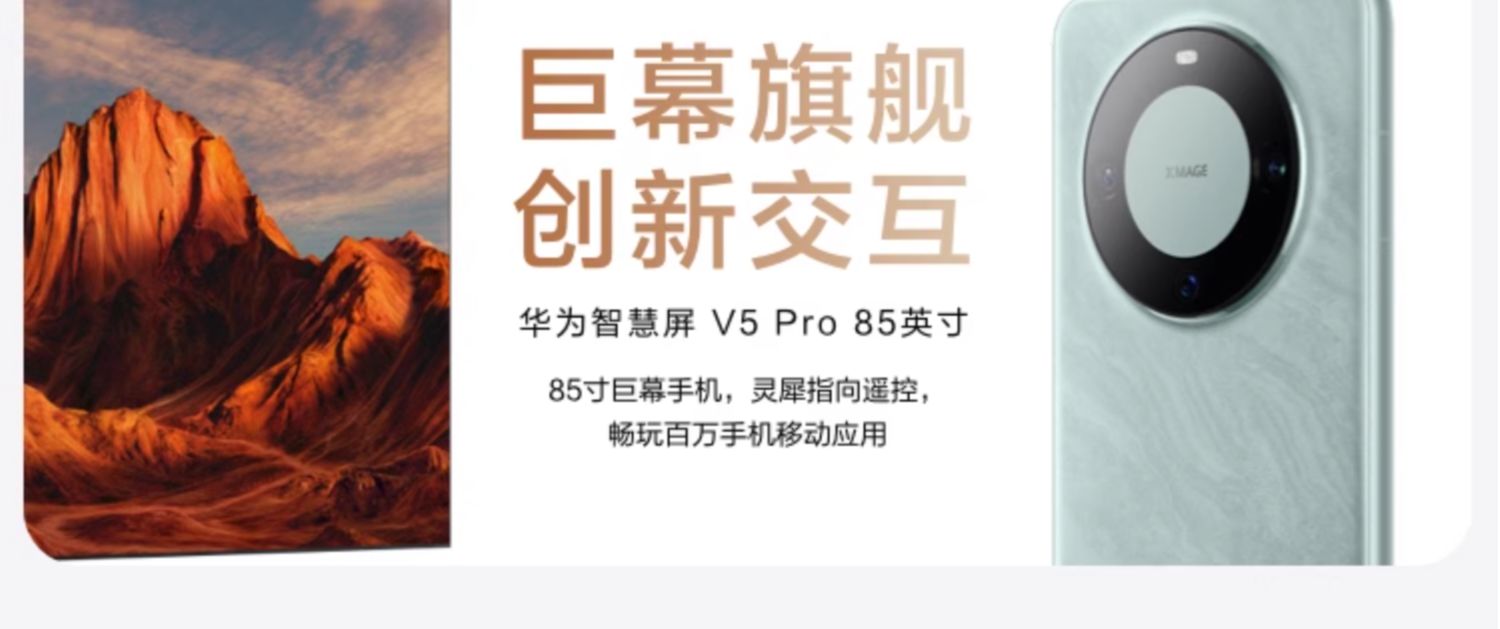 巨幕旗舰
创新交互
华为智慧屏 V5 Pro 85英寸
85寸巨幕手机，灵犀指向遥控，
畅玩百万手机移动应用
XMAGE